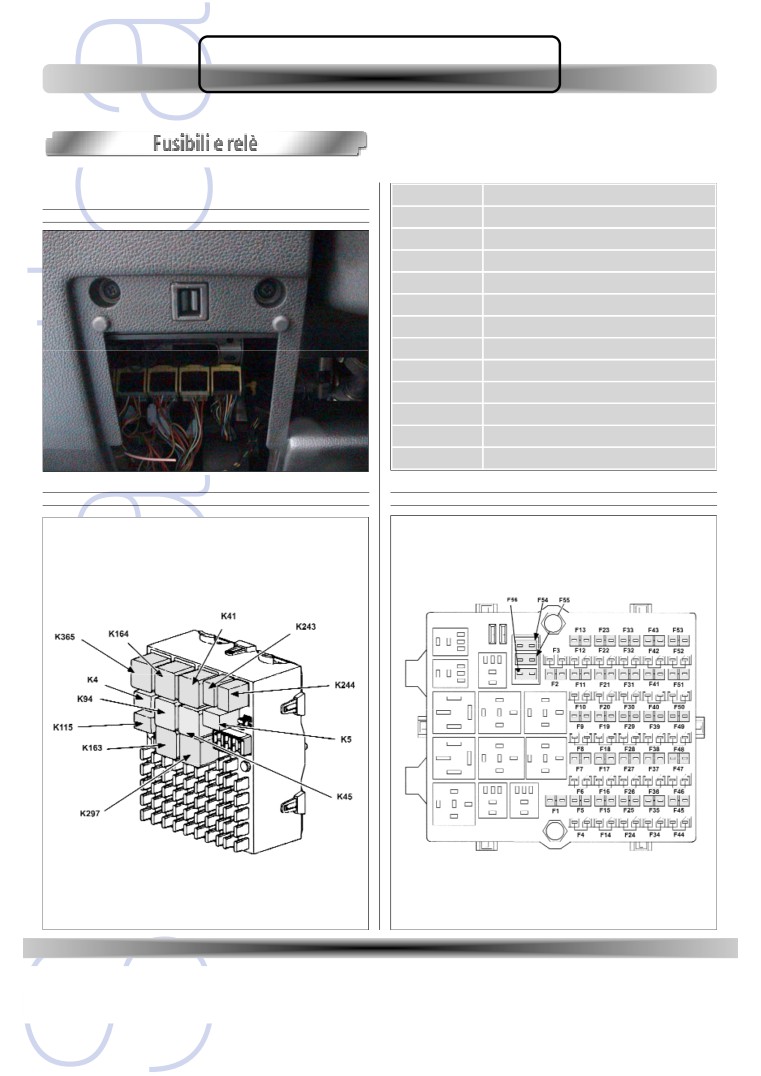 Fusibili e relè
K41
K164
K243
K365
K4
K244
K94
K115
K5
K163
K45
K297
F56 F54 F55
F13 F23 F33 F43 F53
F3 F12 F22 F32 F42 F52
F2 F11 F21 F31 F41 F51
F10 F20 F30 F40 F50
F9 F19 F29 F39 F49
F8 F18 F28 F38 F48
F7 F17 F27 F37 F47
F6 F16 F26 F36 F46
F1 F5 F15 F25 F35 F45
F4 F14 F24 F34 F44